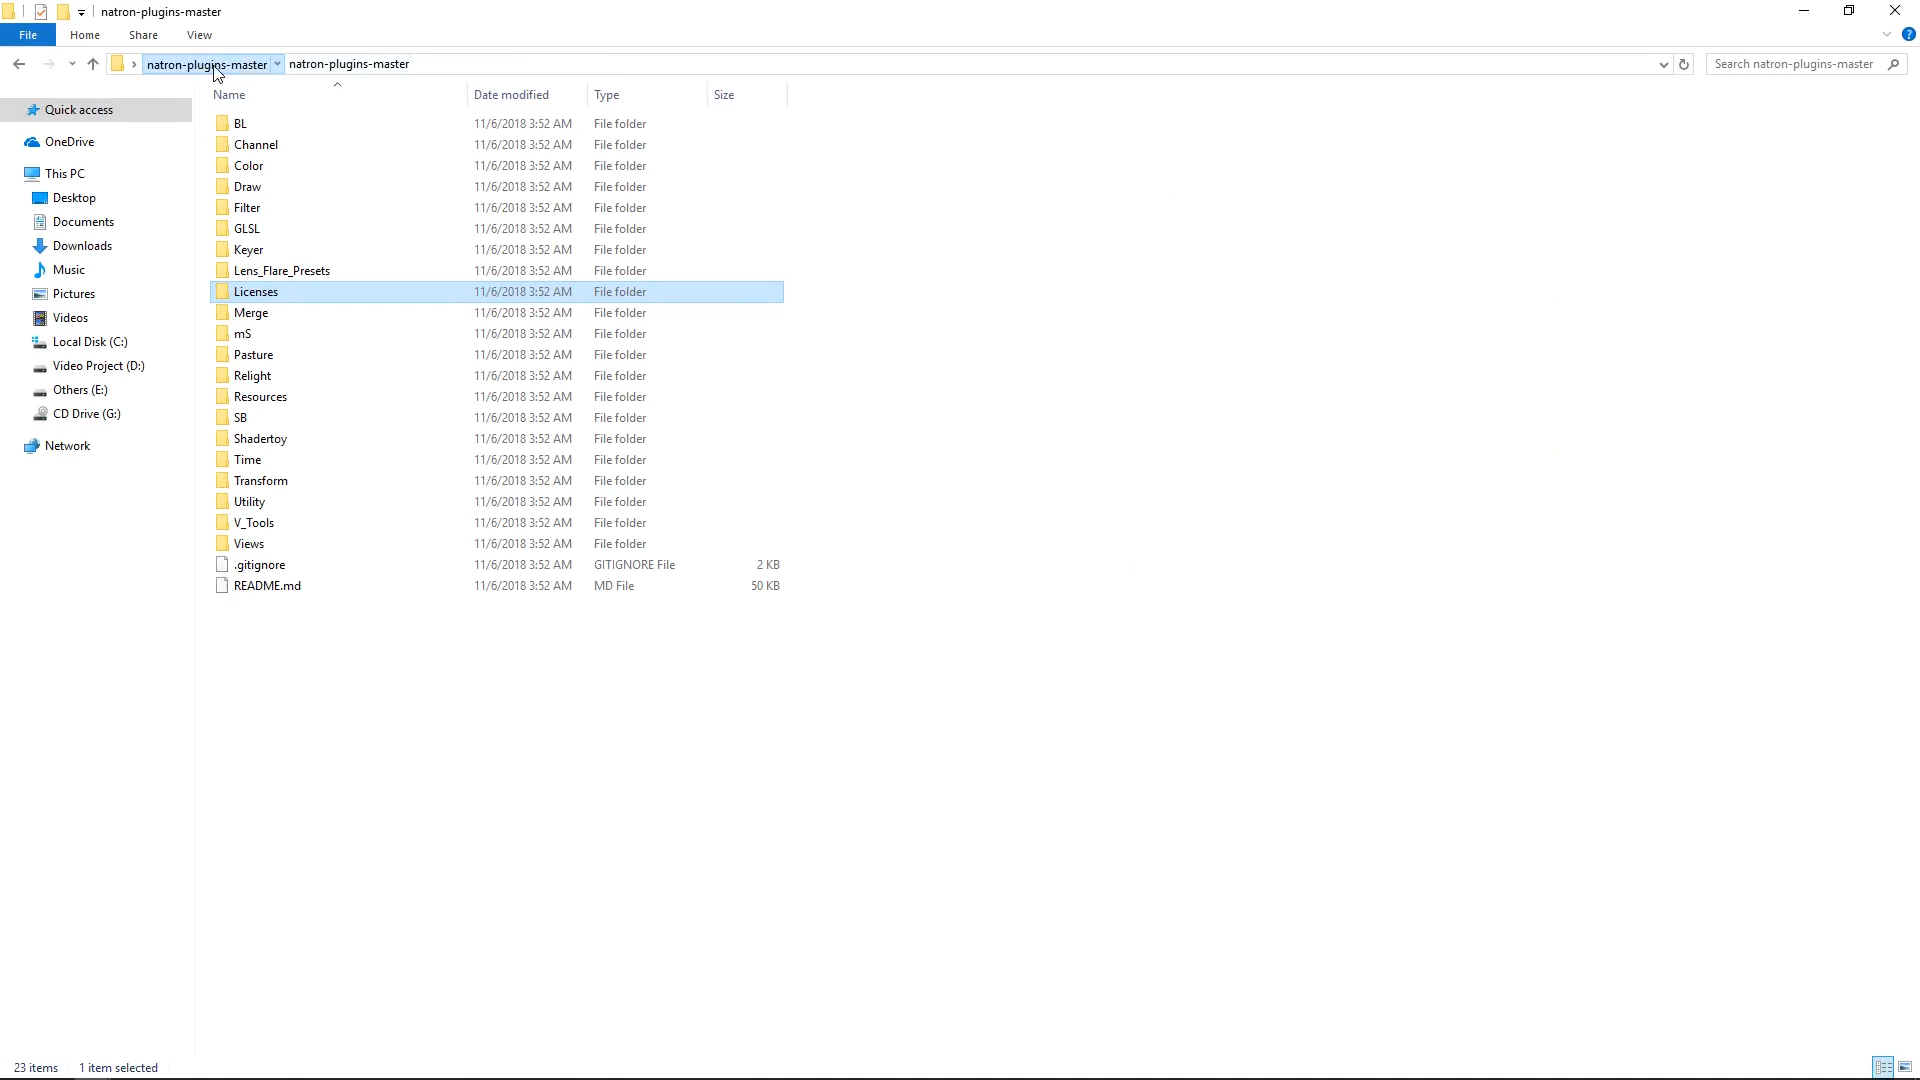 natron-plugins-master
File Home Share View
natron-plugins-master natron-plugins-master Search natron-plugins-master
Name Date modified Type Size
Quick access
OneDrive
This PC
Desktop
Documents
Downloads
Music
Pictures
Videos
Local Disk (C:)
Video Project (D:)
Others (E:)
CD Drive (G:)
Network
BL 11/6/2018 3:52 AM File folder
Channel 11/6/2018 3:52 AM File folder
Color 11/6/2018 3:52 AM File folder
Draw 11/6/2018 3:52 AM File folder
Filter 11/6/2018 3:52 AM File folder
GLSL 11/6/2018 3:52 AM File folder
Keyer 11/6/2018 3:52 AM File folder
Lens_Flare_Presets 11/6/2018 3:52 AM File folder
Licenses 11/6/2018 3:52 AM File folder
Merge 11/6/2018 3:52 AM File folder
mS 11/6/2018 3:52 AM File folder
Pasture 11/6/2018 3:52 AM File folder
Relight 11/6/2018 3:52 AM File folder
Resources 11/6/2018 3:52 AM File folder
SB 11/6/2018 3:52 AM File folder
Shadertoy 11/6/2018 3:52 AM File folder
Time 11/6/2018 3:52 AM File folder
Transform 11/6/2018 3:52 AM File folder
Utility 11/6/2018 3:52 AM File folder
V_Tools 11/6/2018 3:52 AM File folder
Views 11/6/2018 3:52 AM File folder
.gitignore 11/6/2018 3:52 AM GITIGNORE File 2 KB
README.md 11/6/2018 3:52 AM MD File 50 KB
23 items 1 item selected